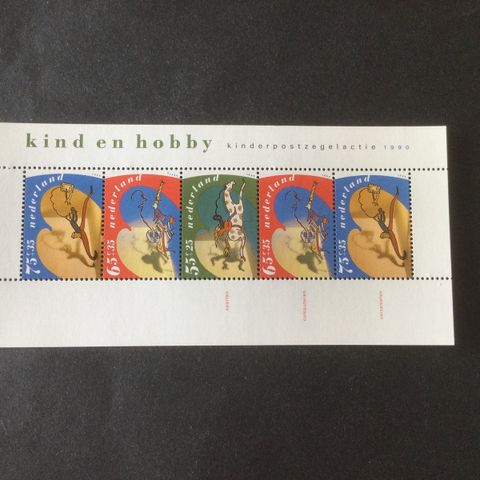 kind en hobby kinderpostzegelactie 1990
nederland
75 c+35
nederland
65 c+35
nederland
55 c+25
nederland
65 c+35
nederland
75 c+35